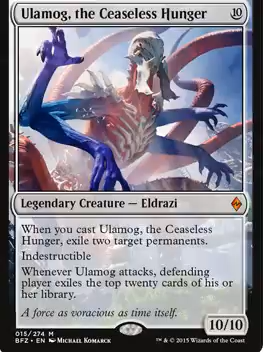 Ulamog, the Ceaseless Hunger 10
Legendary Creature — Eldrazi
When you cast Ulamog, the Ceaseless
Hunger, exile two target permanents.
Indestructible
Whenever Ulamog attacks, defending
player exiles the top twenty cards of his or
her library.
A force as voracious as time itself.
10/10
015/274 M
BFZ • EN Michael Komarck
™ & © 2015 Wizards of the Coast